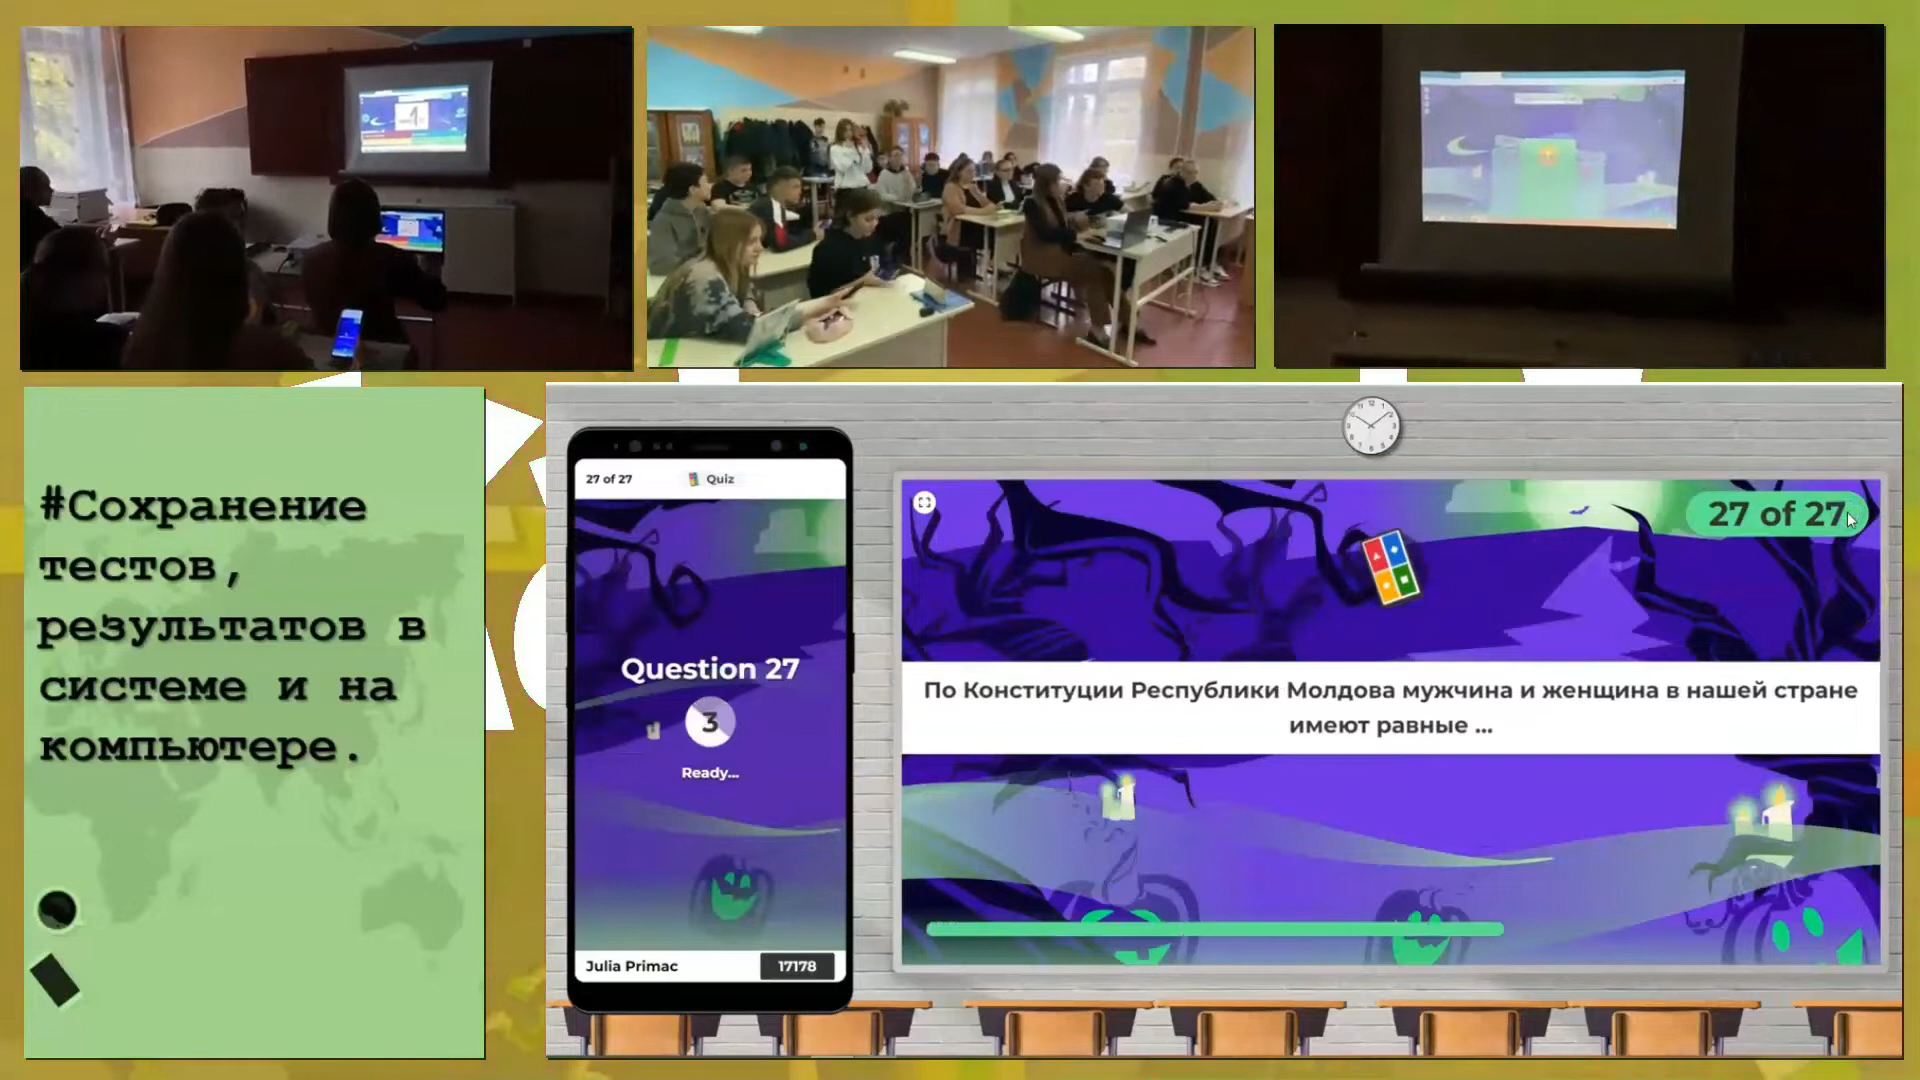 #Сохранение
тестов,
результатов в
системе и на
компьютере.
27 of 27
Quiz
Question 27
3
Ready...
Julia Primac
17178
27 of 27
По Конституции Республики Молдова мужчина и женщина в нашей стране
имеют равные ...